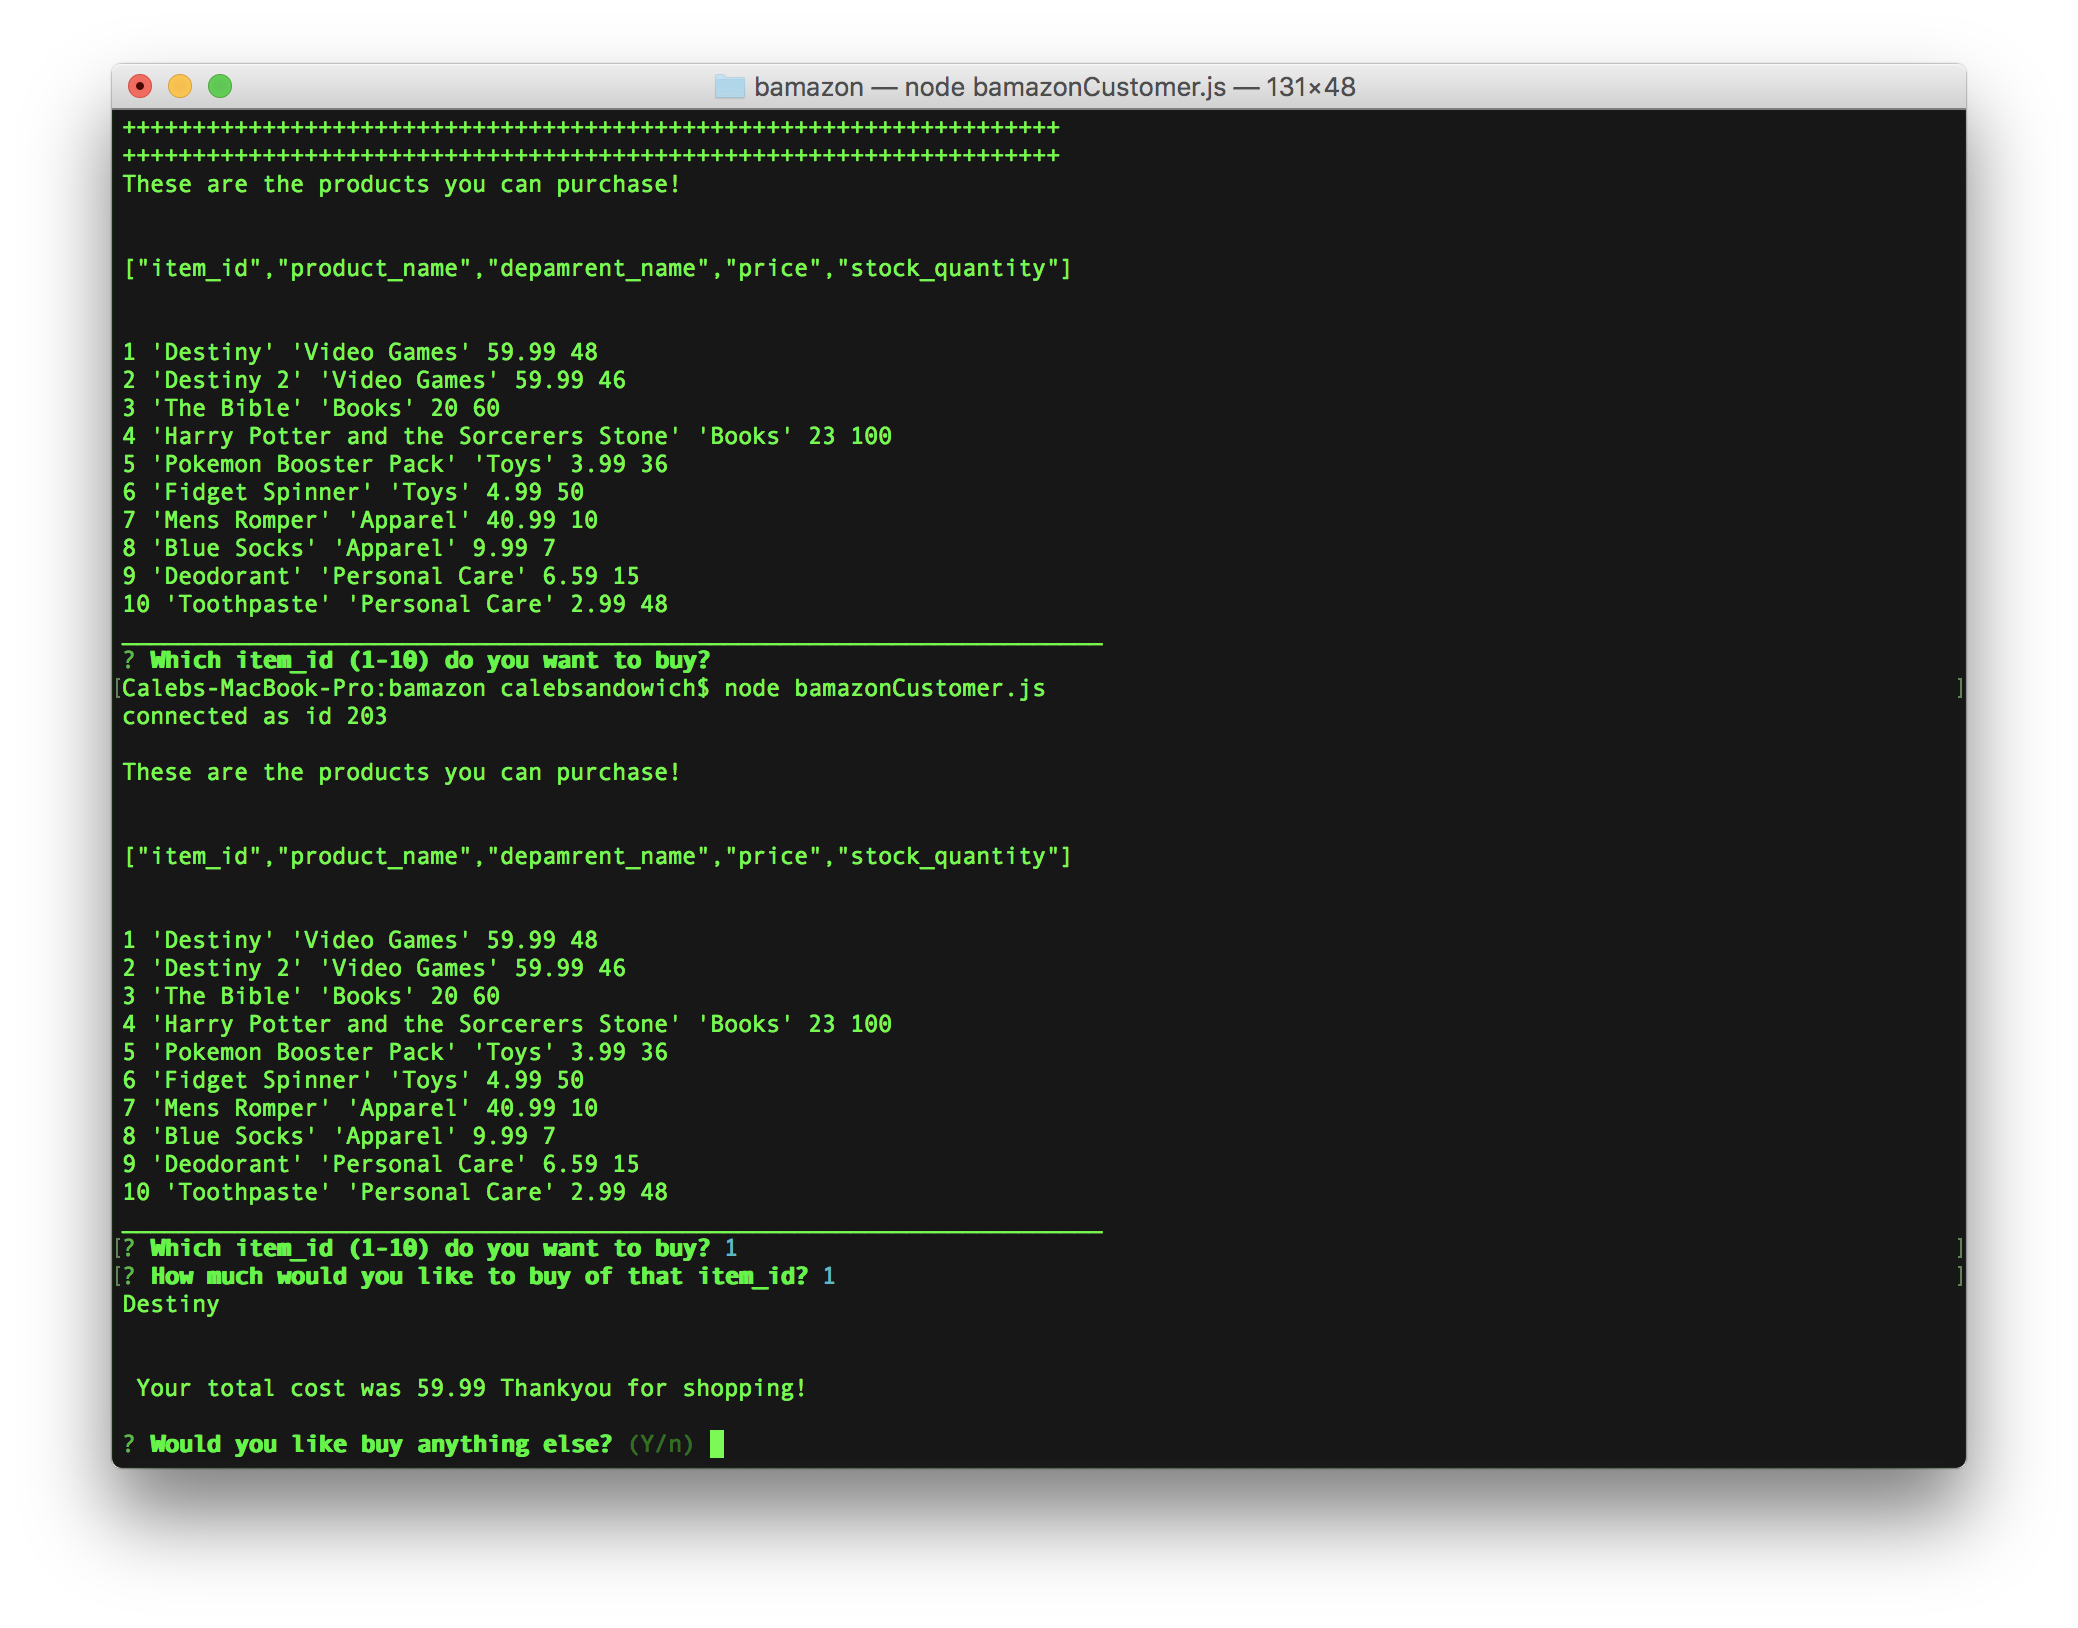 bamazon — node bamazonCustomer.js — 131×48
+++++++++++++++++++++++++++++++++++++++++++++++++++++++++++++++++++
+++++++++++++++++++++++++++++++++++++++++++++++++++++++++++++++++++
These are the products you can purchase!
["item_id","product_name","depamrent_name","price","stock_quantity"]
1 'Destiny' 'Video Games' 59.99 48
2 'Destiny 2' 'Video Games' 59.99 46
3 'The Bible' 'Books' 20 60
4 'Harry Potter and the Sorcerers Stone' 'Books' 23 100
5 'Pokemon Booster Pack' 'Toys' 3.99 36
6 'Fidget Spinner' 'Toys' 4.99 50
7 'Mens Romper' 'Apparel' 40.99 10
8 'Blue Socks' 'Apparel' 9.99 7
9 'Deodorant' 'Personal Care' 6.59 15
10 'Toothpaste' 'Personal Care' 2.99 48
______________________________________________________________________
? Which item_id (1-10) do you want to buy?
[Calebs-MacBook-Pro:bamazon calebsandowich$ node bamazonCustomer.js ]
connected as id 203
These are the products you can purchase!
["item_id","product_name","depamrent_name","price","stock_quantity"]
1 'Destiny' 'Video Games' 59.99 48
2 'Destiny 2' 'Video Games' 59.99 46
3 'The Bible' 'Books' 20 60
4 'Harry Potter and the Sorcerers Stone' 'Books' 23 100
5 'Pokemon Booster Pack' 'Toys' 3.99 36
6 'Fidget Spinner' 'Toys' 4.99 50
7 'Mens Romper' 'Apparel' 40.99 10
8 'Blue Socks' 'Apparel' 9.99 7
9 'Deodorant' 'Personal Care' 6.59 15
10 'Toothpaste' 'Personal Care' 2.99 48
______________________________________________________________________
[? Which item_id (1-10) do you want to buy? 1 ]
[? How much would you like to buy of that item_id? 1 ]
Destiny
Your total cost was 59.99 Thankyou for shopping!
? Would you like buy anything else? (Y/n)